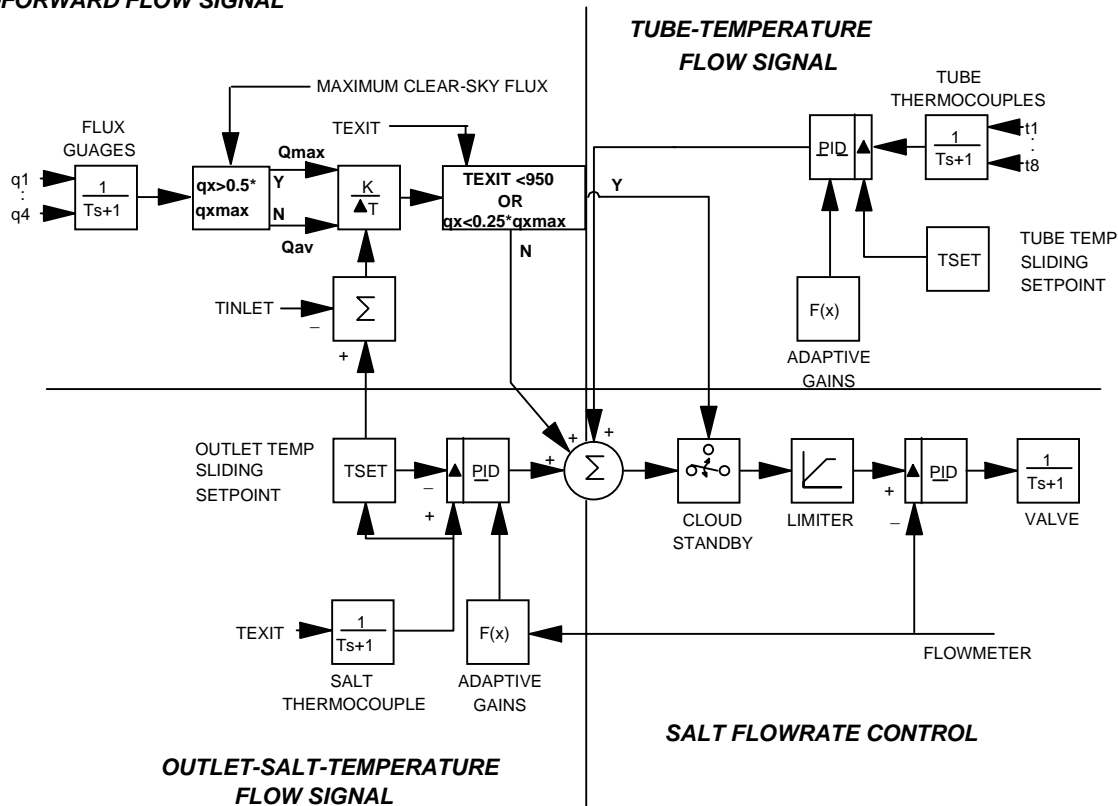 FORWARD FLOW SIGNAL
TUBE-TEMPERATURE
FLOW SIGNAL
MAXIMUM CLEAR-SKY FLUX
TEXIT
FLUX
GUAGES
q1
:
q4
1
Ts+1
qx>0.5*
qxmax
Qmax
Y
N
Qav
K
▲T
TEXIT <950
OR
qx<0.25*qxmax
Y
N
TINLET
−
Σ
+
TUBE
THERMOCOUPLES
PID
▲
1
Ts+1
t1
:
t8
TSET
TUBE TEMP
SLIDING
SETPOINT
F(x)
ADAPTIVE
GAINS
OUTLET TEMP
SLIDING
SETPOINT
TSET
−
+
▲
PID
+
+
+
Σ
CLOUD
STANDBY
LIMITER
+
−
▲
PID
1
Ts+1
VALVE
TEXIT
1
Ts+1
SALT
THERMOCOUPLE
F(x)
ADAPTIVE
GAINS
FLOWMETER
SALT FLOWRATE CONTROL
OUTLET-SALT-TEMPERATURE
FLOW SIGNAL